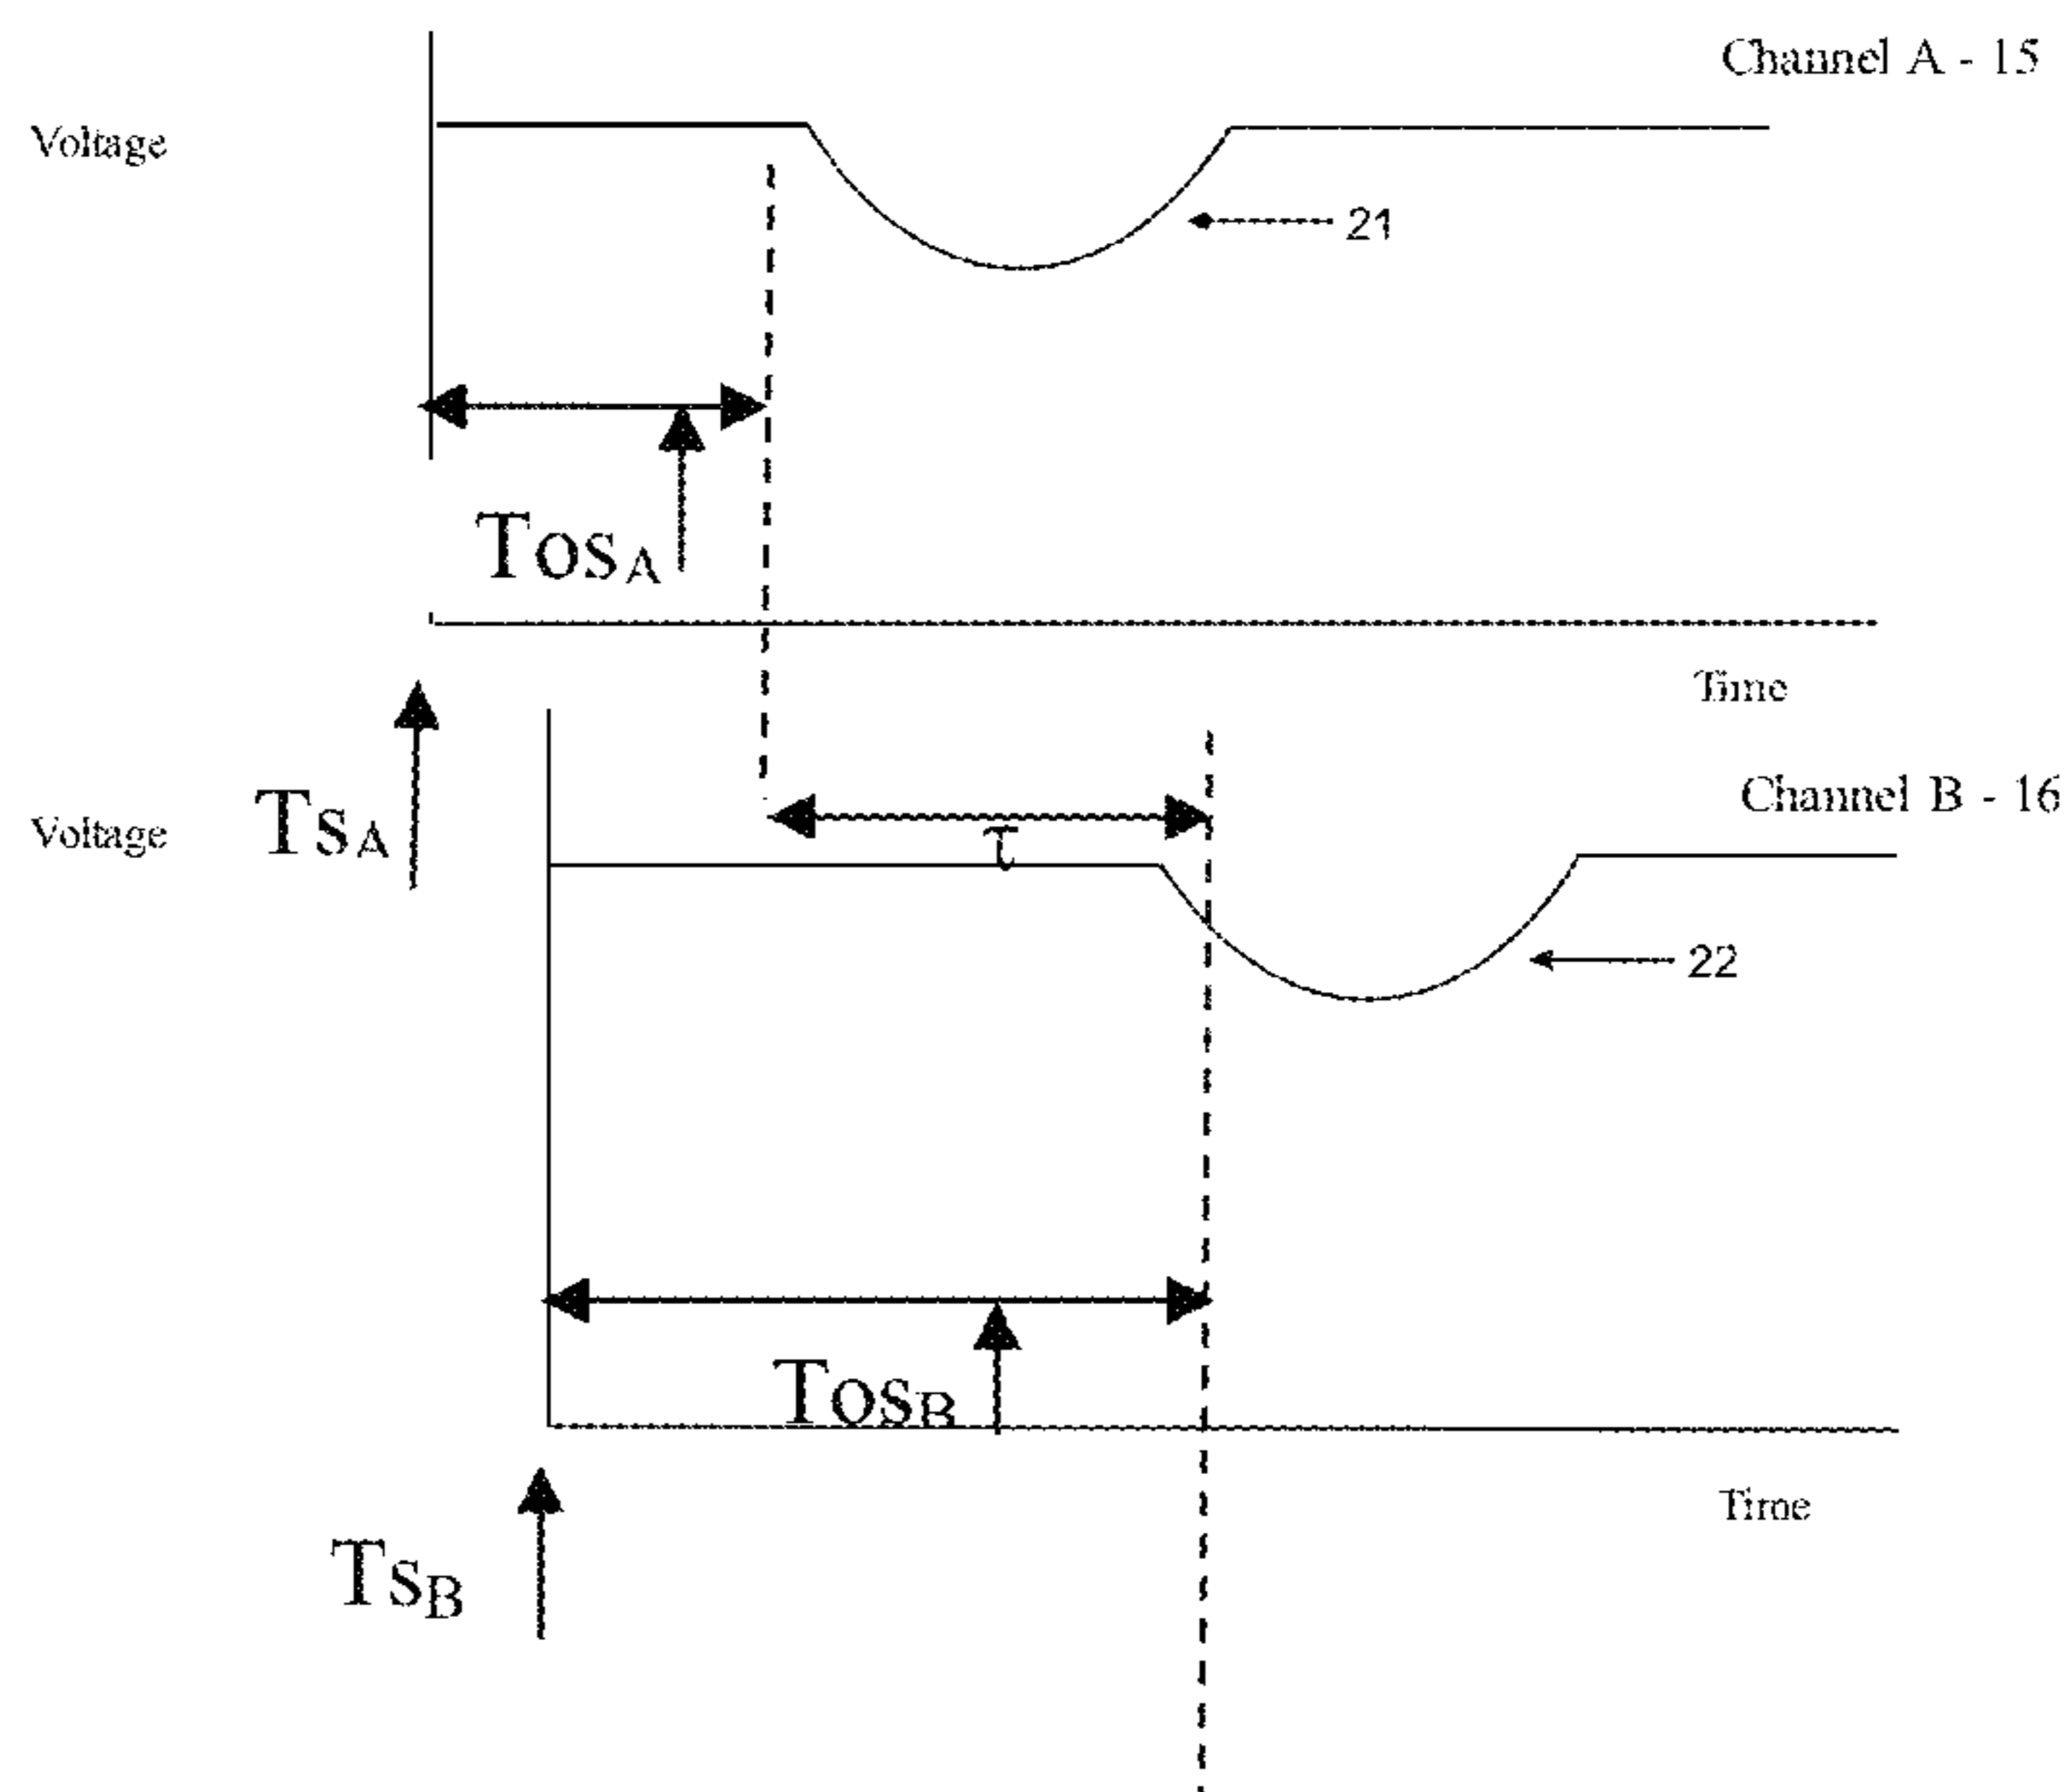 Channel A - 15
Voltage
21
TosA
Time
TsA
Channel B - 16
Voltage
τ
22
TosB
Time
TsB